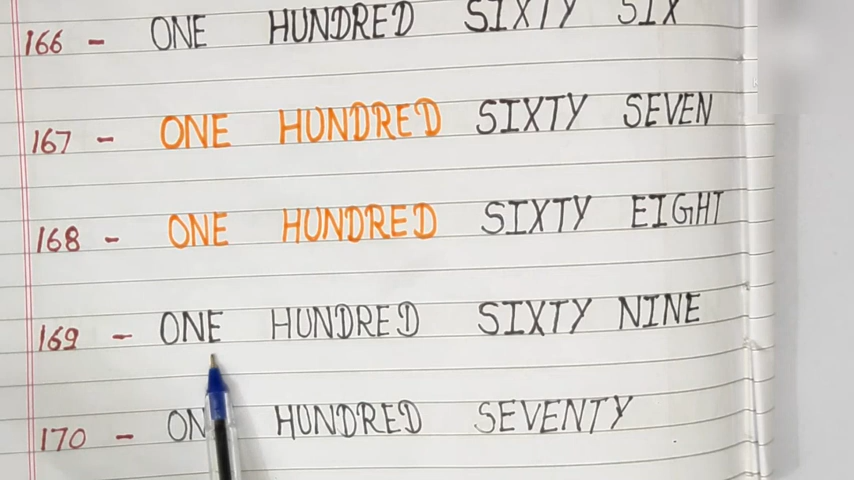 166 - ONE HUNDRED SIXTY SIX
167 - ONE HUNDRED SIXTY SEVEN
168 - ONE HUNDRED SIXTY EIGHT
169 - ONE HUNDRED SIXTY NINE
170 - ON HUNDRED SEVENTY